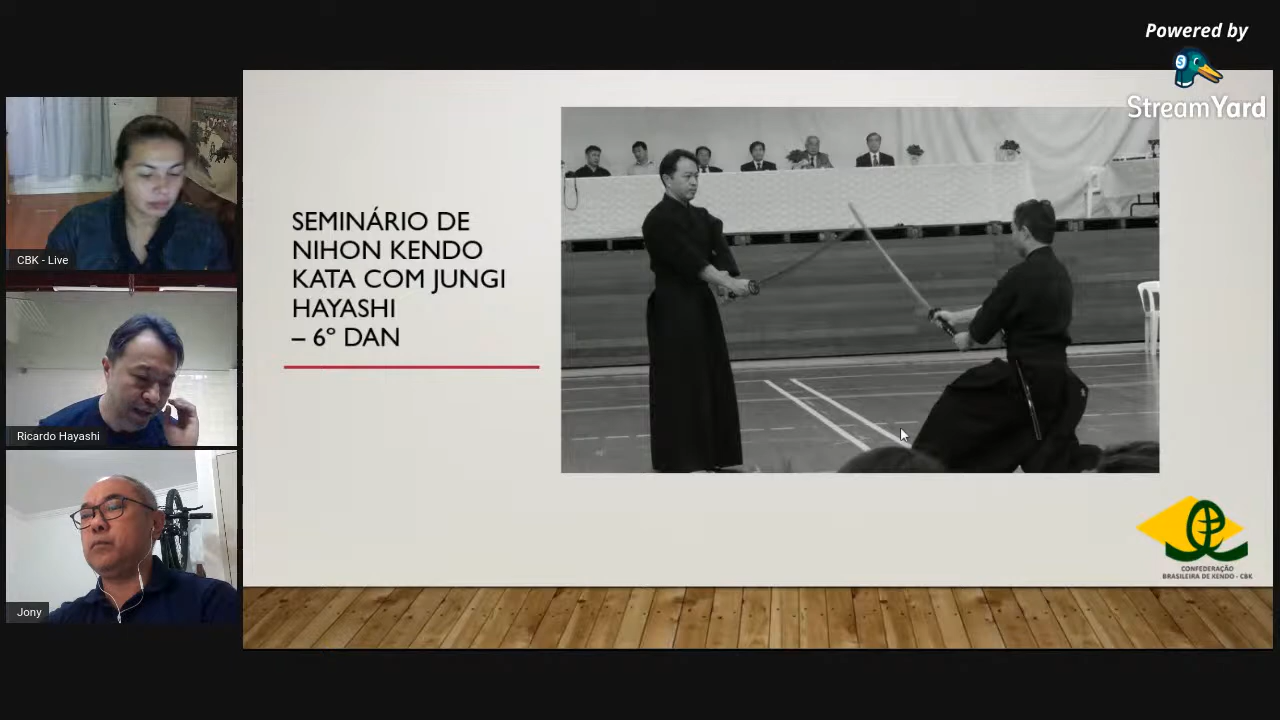 Powered by
StreamYard
CBK - Live
Ricardo Hayashi
Jony
SEMINÁRIO DE
NIHON KENDO
KATA COM JUNGI
HAYASHI
– 6º DAN
CONFEDERAÇÃO
BRASILEIRA DE KENDO - CBK